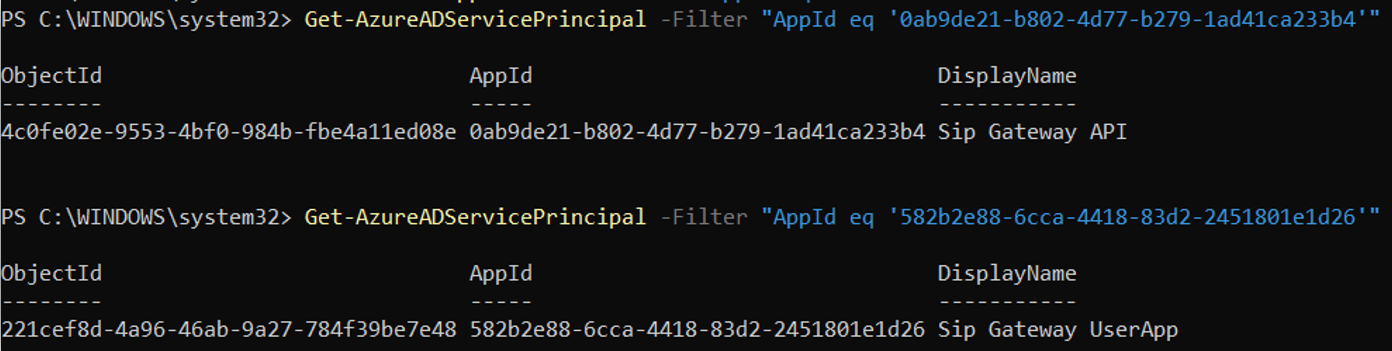 PS C:\WINDOWS\system32> Get-AzureADServicePrincipal -Filter "AppId eq '0ab9de21-b802-4d77-b279-1ad41ca233b4'"
ObjectId AppId DisplayName
-------- ----- -----------
4c0fe02e-9553-4bf0-984b-fbe4a11ed08e 0ab9de21-b802-4d77-b279-1ad41ca233b4 Sip Gateway API
PS C:\WINDOWS\system32> Get-AzureADServicePrincipal -Filter "AppId eq '582b2e88-6cca-4418-83d2-2451801e1d26'"
ObjectId AppId DisplayName
-------- ----- -----------
221cef8d-4a96-46ab-9a27-784f39be7e48 582b2e88-6cca-4418-83d2-2451801e1d26 Sip Gateway UserApp